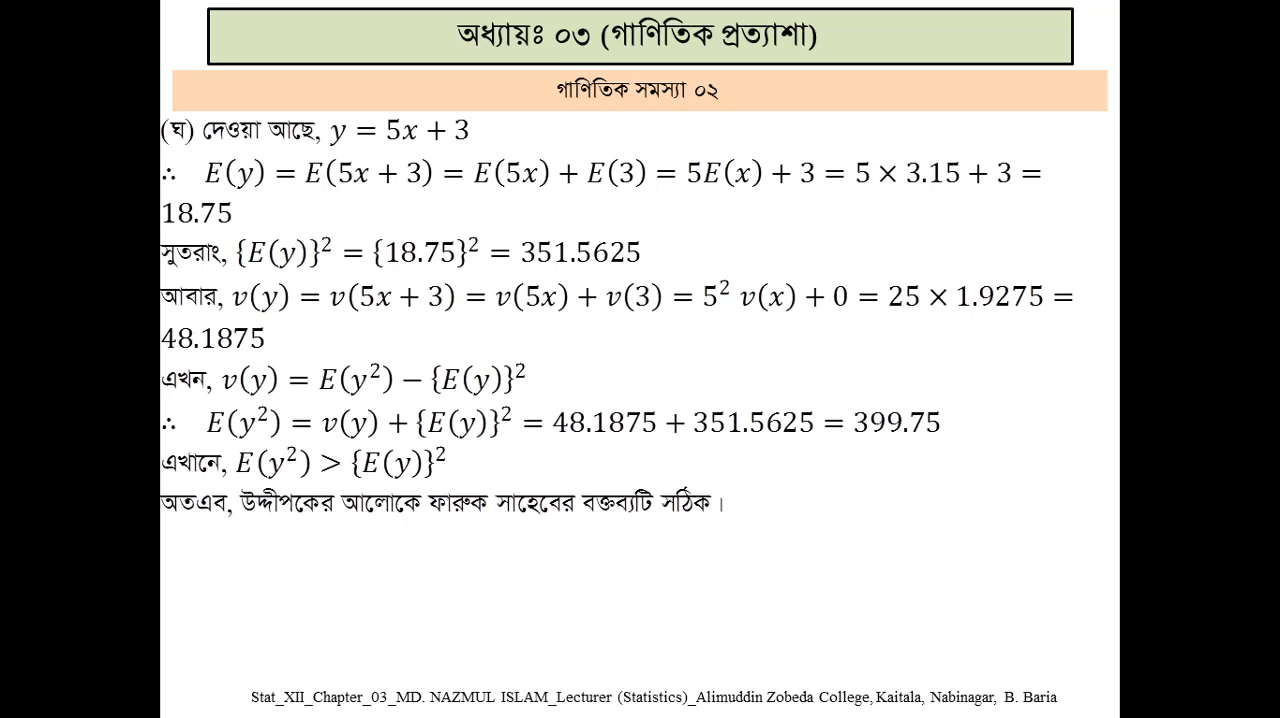 অধ্যায়ঃ ০৩ (গাণিতিক প্রত্যাশা)
গাণিতিক সমস্যা ০২
(ঘ) দেওয়া আছে, y = 5x + 3
∴ E(y) = E(5x + 3) = E(5x) + E(3) = 5E(x) + 3 = 5 × 3.15 + 3 =
18.75
সুতরাং, {E(y)}² = {18.75}² = 351.5625
আবার, v(y) = v(5x + 3) = v(5x) + v(3) = 5² v(x) + 0 = 25 × 1.9275 =
48.1875
এখন, v(y) = E(y²) − {E(y)}²
∴ E(y²) = v(y) + {E(y)}² = 48.1875 + 351.5625 = 399.75
এখানে, E(y²) > {E(y)}²
অতএব, উদ্দীপকের আলোকে ফারুক সাহেবের বক্তব্যটি সঠিক।
Stat_XII_Chapter_03_MD. NAZMUL ISLAM_Lecturer (Statistics)_Alimuddin Zobeda College, Kaitala, Nabinagar, B. Baria